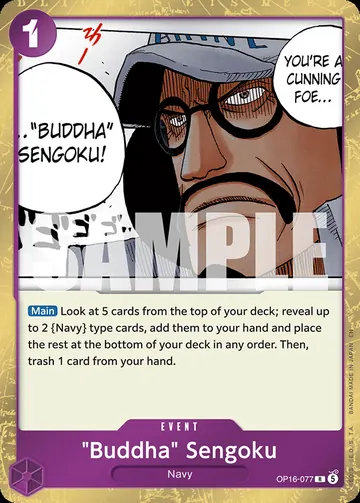 1
YOU'RE A
CUNNING
FOE...
..."BUDDHA"
SENGOKU!
SAMPLE
Main Look at 5 cards from the top of your deck; reveal up
to 2 {Navy} type cards, add them to your hand and place
the rest at the bottom of your deck in any order. Then,
trash 1 card from your hand.
EVENT
"Buddha" Sengoku
Navy
OP16-077 R 5